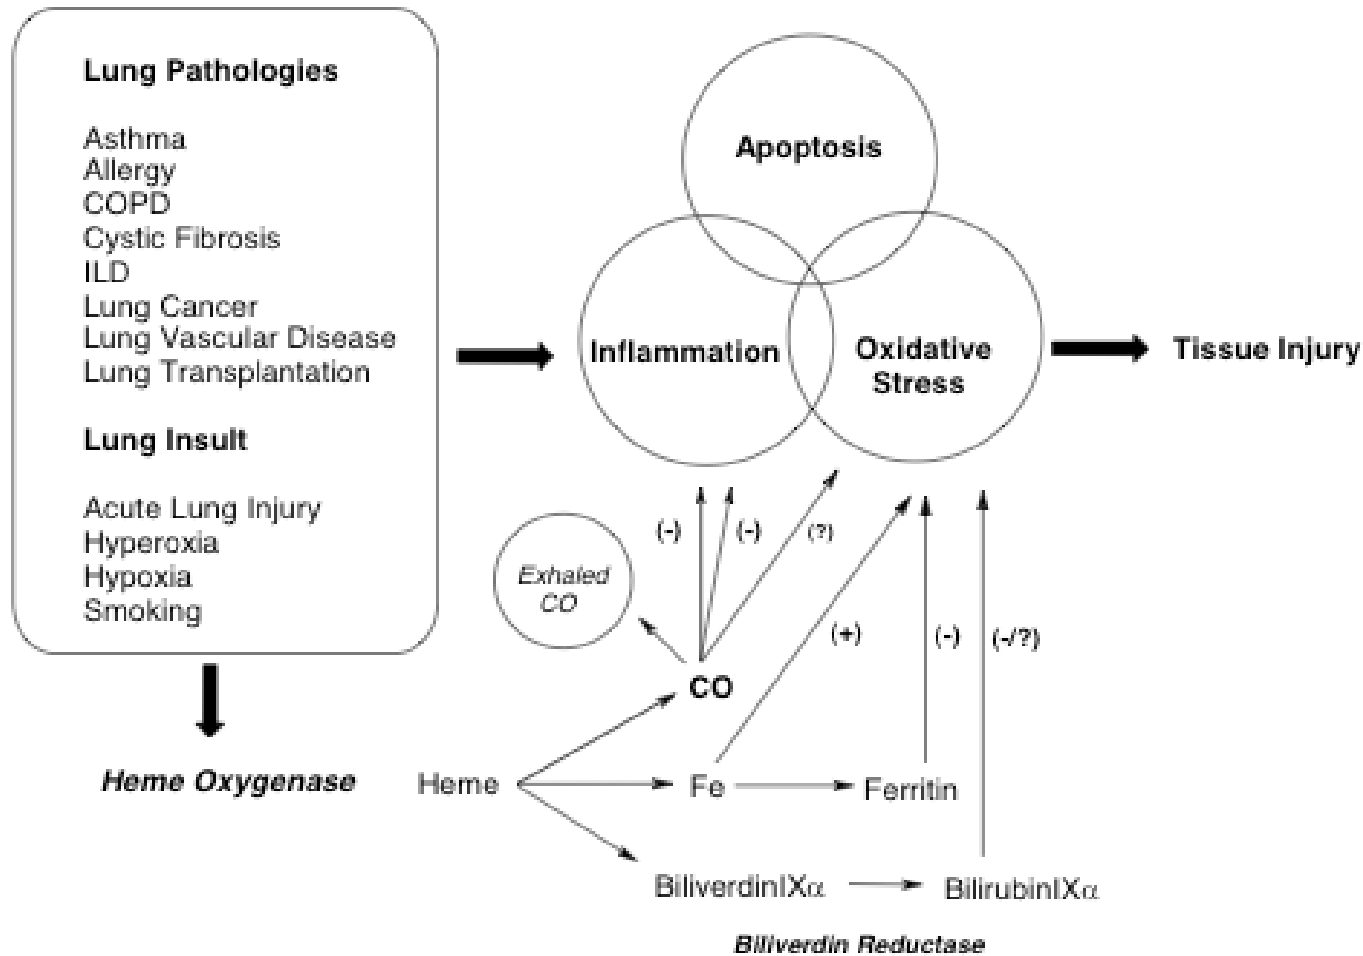 Lung Pathologies
Asthma
Allergy
COPD
Cystic Fibrosis
ILD
Lung Cancer
Lung Vascular Disease
Lung Transplantation
Lung Insult
Acute Lung Injury
Hyperoxia
Hypoxia
Smoking
Apoptosis
Inflammation
Oxidative
Stress
Tissue Injury
(-)
(-)
(?)
Exhaled
CO
(+)
(-)
(-/?)
CO
Heme Oxygenase
Heme
Fe
Ferritin
BiliverdinIXα
BilirubinIXα
Biliverdin Reductase